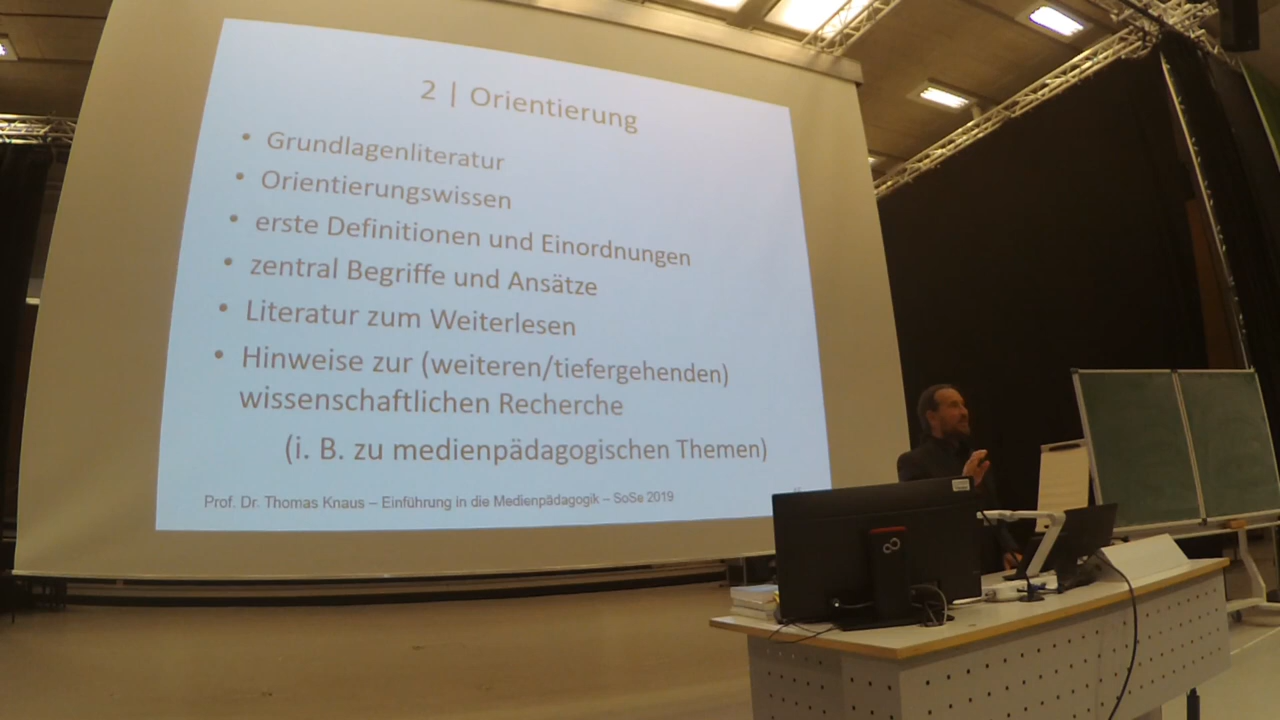 2 | Orientierung
• Grundlagenliteratur
• Orientierungswissen
• erste Definitionen und Einordnungen
• zentral Begriffe und Ansätze
• Literatur zum Weiterlesen
• Hinweise zur (weiteren/tiefergehenden)
wissenschaftlichen Recherche
(i. B. zu medienpädagogischen Themen)
Prof. Dr. Thomas Knaus – Einführung in die Medienpädagogik – SoSe 2019